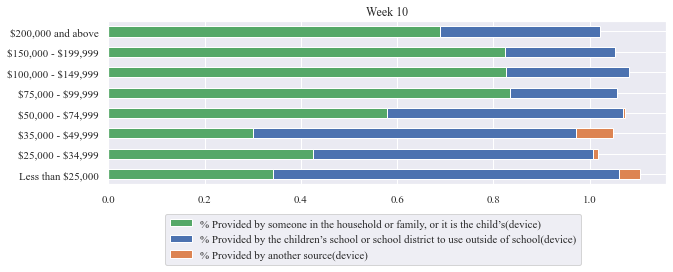 Week 10
$200,000 and above
$150,000 - $199,999
$100,000 - $149,999
$75,000 - $99,999
$50,000 - $74,999
$35,000 - $49,999
$25,000 - $34,999
Less than $25,000
0.0 0.2 0.4 0.6 0.8 1.0
% Provided by someone in the household or family, or it is the child’s(device)
% Provided by the children’s school or school district to use outside of school(device)
% Provided by another source(device)